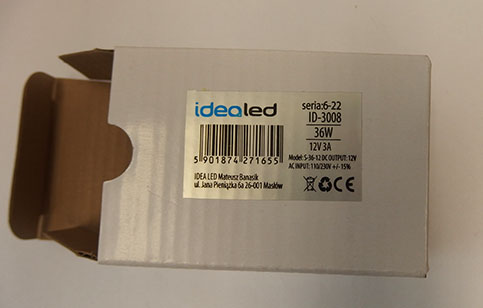 idealed
seria:6-22
ID-3008
36W
12V 3A
Model: S-36-12 DC OUTPUT: 12V
AC INPUT: 110/230V +/- 15%
5 901874 271655
IDEA LED Mateusz Banasik
ul. Jana Pieniążka 6a 26-001 Masłów
CE